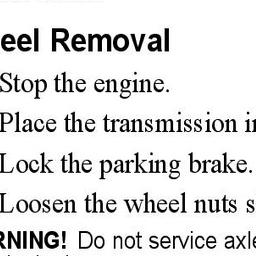 eel Removal
Stop the engine.
Place the transmission i
Lock the parking brake.
Loosen the wheel nuts s
RNING! Do not service axle